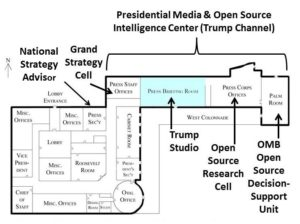 Presidential Media & Open Source
Intelligence Center (Trump Channel)
National
Strategy
Advisor
Grand
Strategy
Cell
N
PRESS STAFF
OFFICES
PRESS BRIEFING ROOM
PRESS CORPS
OFFICES
PALM
ROOM
LOBBY
ENTRANCE
MISC.
OFFICES
PRESS
SEC'Y
WEST COLONNADE
Trump
Studio
Open
Source
Research
Cell
OMB
Open
Source
Decision-
Support
Unit
LOBBY
CABINET ROOM
VICE
PRESI-
DENT
MISC.
OFFICES
ROOSEVELT
ROOM
CHIEF
OF
STAFF
MISC.
OFFICES
OVAL
OFFICE